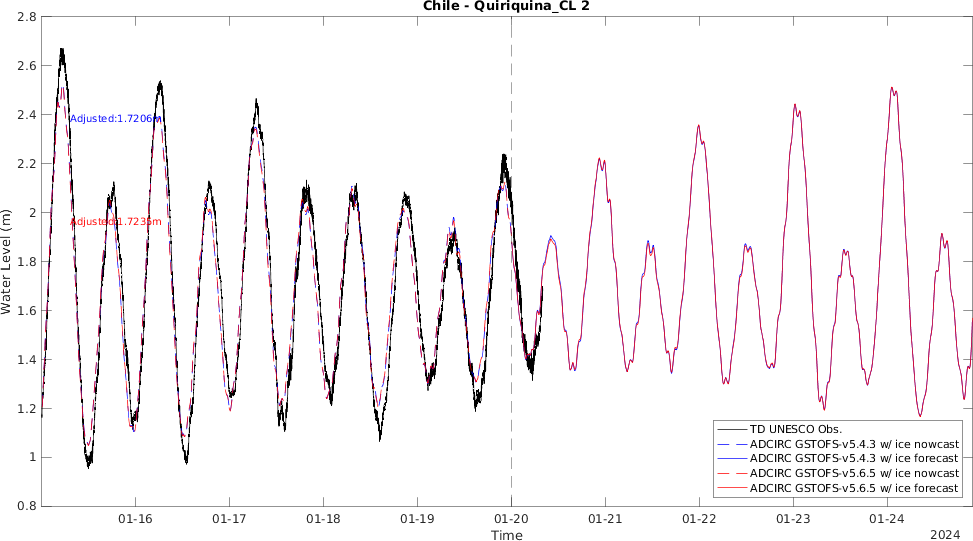 Chile - Quiriquina_CL 2
2.8
2.6
2.4
2.2
2
1.8
1.6
1.4
1.2
1
0.8
Water Level (m)
Adjusted:1.7206m
Adjusted:1.7235m
TD UNESCO Obs.
ADCIRC GSTOFS-v5.4.3 w/ ice nowcast
ADCIRC GSTOFS-v5.4.3 w/ ice forecast
ADCIRC GSTOFS-v5.6.5 w/ ice nowcast
ADCIRC GSTOFS-v5.6.5 w/ ice forecast
01-16 01-17 01-18 01-19 01-20 01-21 01-22 01-23 01-24
Time
2024